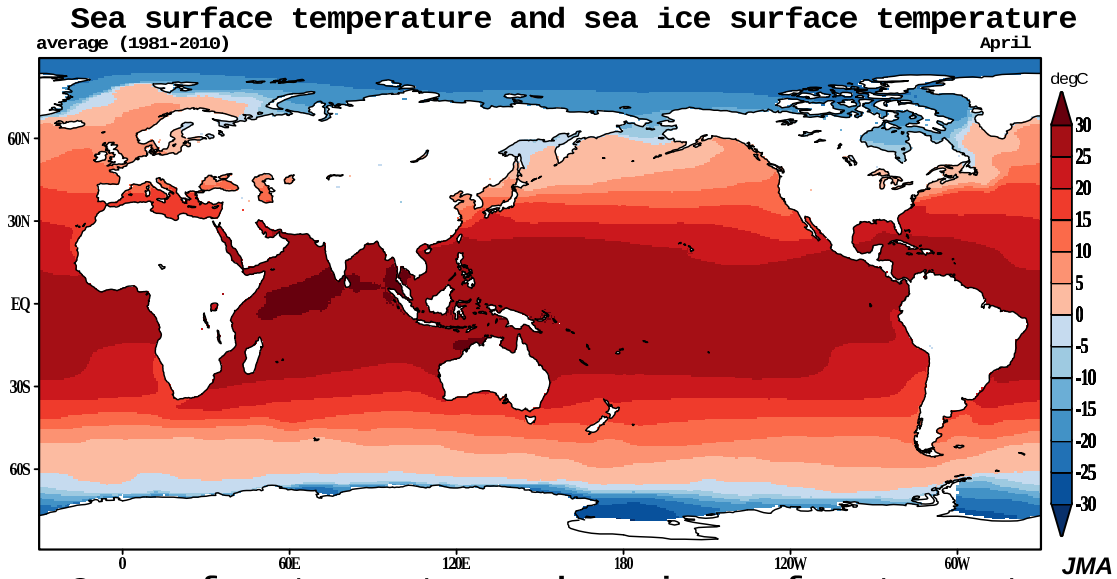 Sea surface temperature and sea ice surface temperature
average (1981-2010) April
degC
30
25
20
15
10
5
0
-5
-10
-15
-20
-25
-30
60N
30N
EQ
30S
60S
0 60E 120E 180 120W 60W
JMA